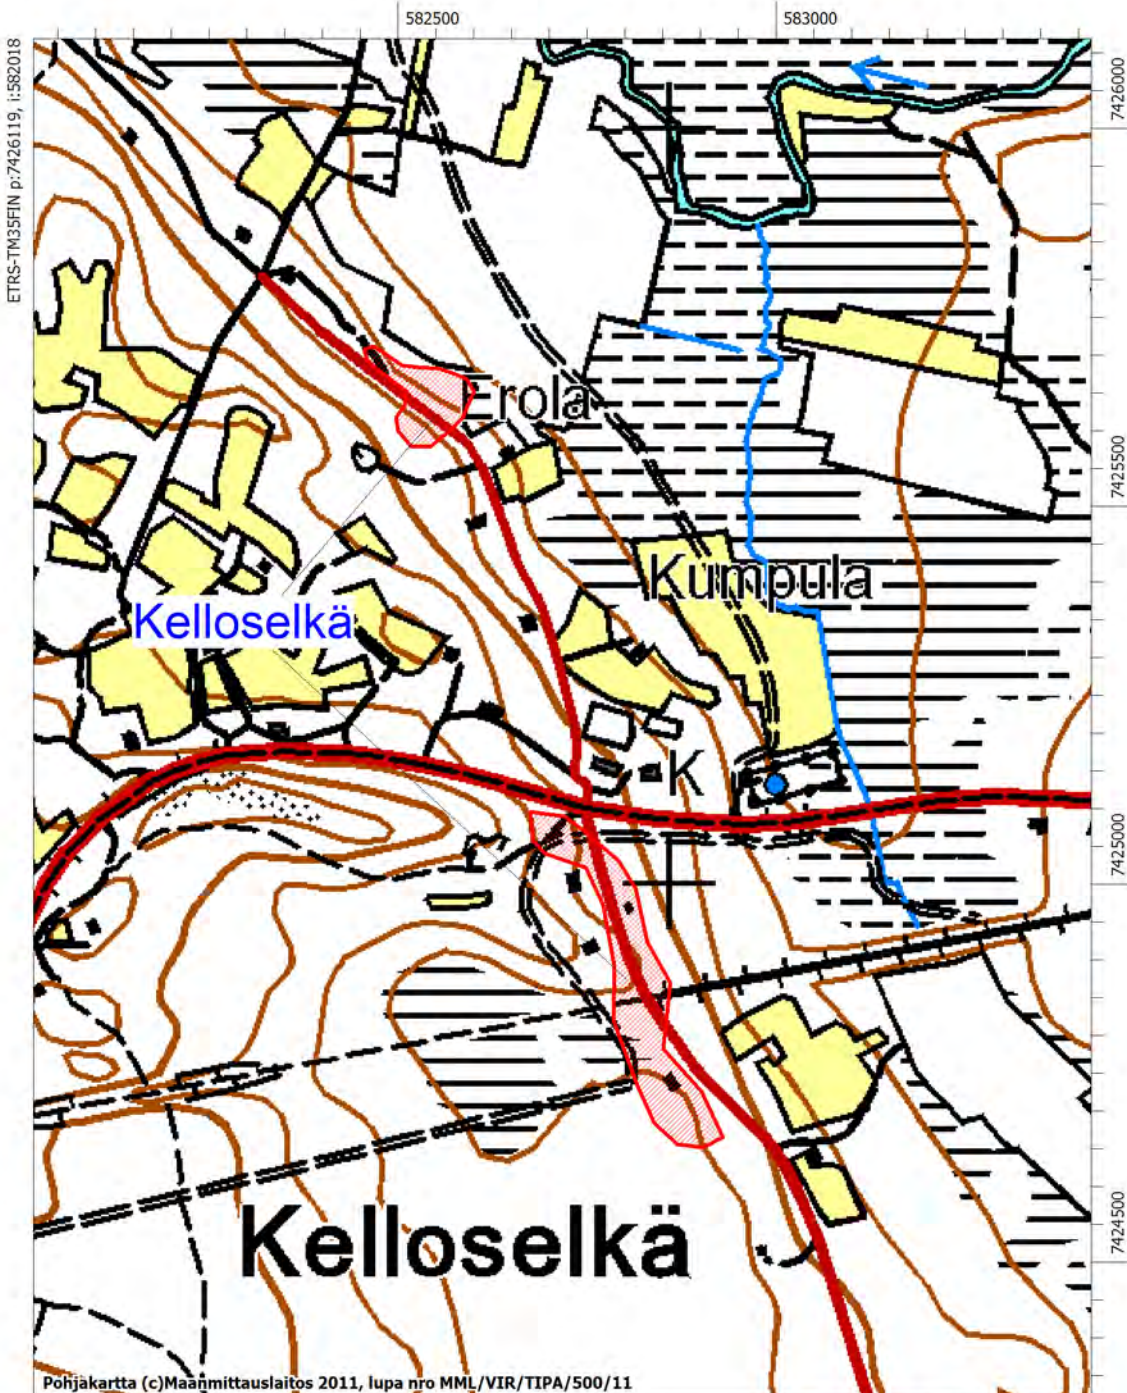 582500
583000
ETRS-TM35FIN p:7426119, i:582018
7426000
Erola
7425500
Kumpula
Kelloselkä
K
7425000
Kelloselkä
7424500
Pohjakartta (c)Maanmittauslaitos 2011, lupa nro MML/VIR/TIPA/500/11